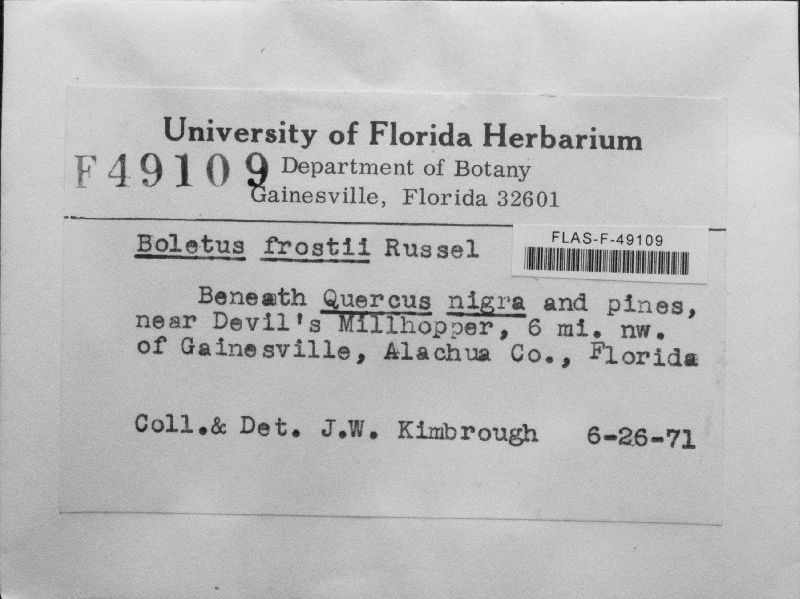 University of Florida Herbarium
F49109 Department of Botany
Gainesville, Florida 32601
Boletus frostii Russel
FLAS-F-49109
Beneath Quercus nigra and pines,
near Devil's Millhopper, 6 mi. nw.
of Gainesville, Alachua Co., Florida
Coll.& Det. J.W. Kimbrough 6-26-71